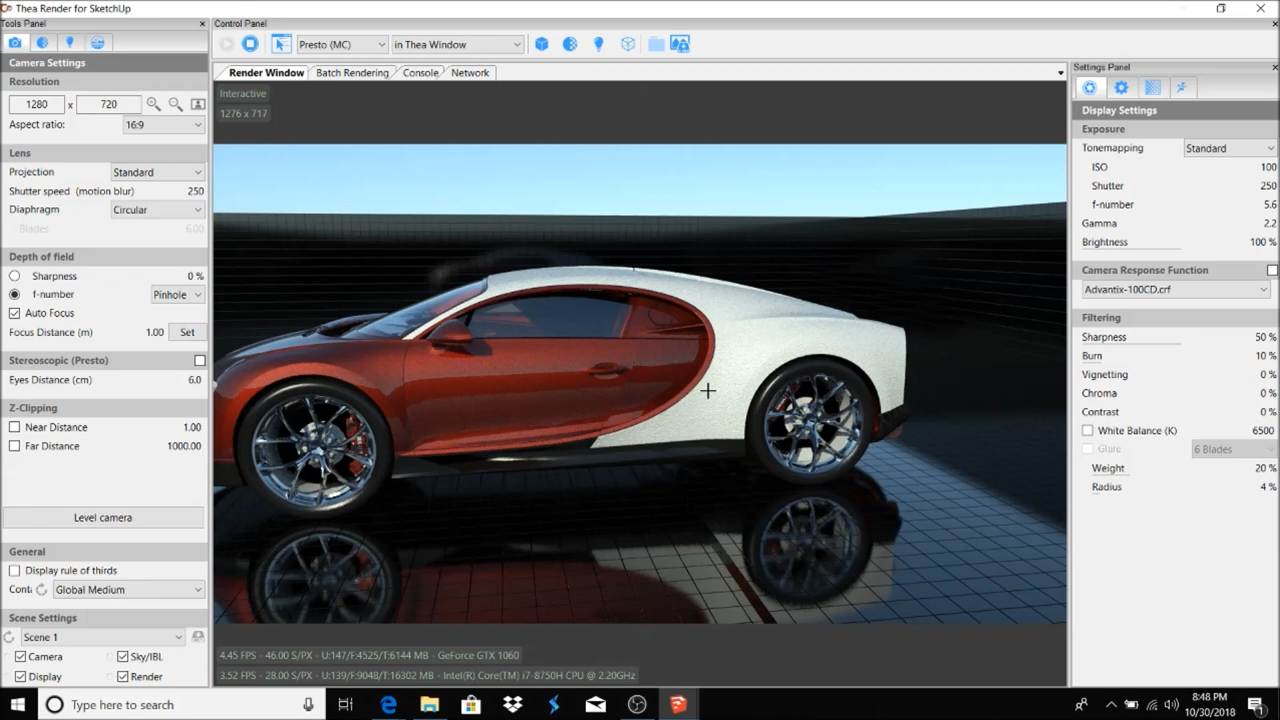 Thea Render for SketchUp
Tools Panel
Control Panel
Presto (MC)
in Thea Window
Camera Settings
Resolution
1280 x 720
Aspect ratio: 16:9
Lens
Projection Standard
Shutter speed (motion blur) 250
Diaphragm Circular
Blades 6.00
Depth of field
Sharpness 0 %
f-number Pinhole
Auto Focus
Focus Distance (m) 1.00 Set
Stereoscopic (Presto)
Eyes Distance (cm) 6.0
Z-Clipping
Near Distance 1.00
Far Distance 1000.00
Level camera
General
Display rule of thirds
Conti Global Medium
Scene Settings
Scene 1
Camera Sky/IBL
Display Render
Render Window Batch Rendering Console Network
Interactive
1276 x 717
4.45 FPS - 46.00 S/PX - U:147/F:4525/T:6144 MB - GeForce GTX 1060
3.52 FPS - 28.00 S/PX - U:139/F:9048/T:16302 MB - Intel(R) Core(TM) i7-8750H CPU @ 2.20GHz
Settings Panel
Display Settings
Exposure
Tonemapping Standard
ISO 100
Shutter 250
f-number 5.6
Gamma 2.2
Brightness 100 %
Camera Response Function
Advantix-100CD.crf
Filtering
Sharpness 50 %
Burn 10 %
Vignetting 0 %
Chroma 0 %
Contrast 0 %
White Balance (K) 6500
Glare 6 Blades
Weight 20 %
Radius 4 %
Type here to search
8:48 PM
10/30/2018
1